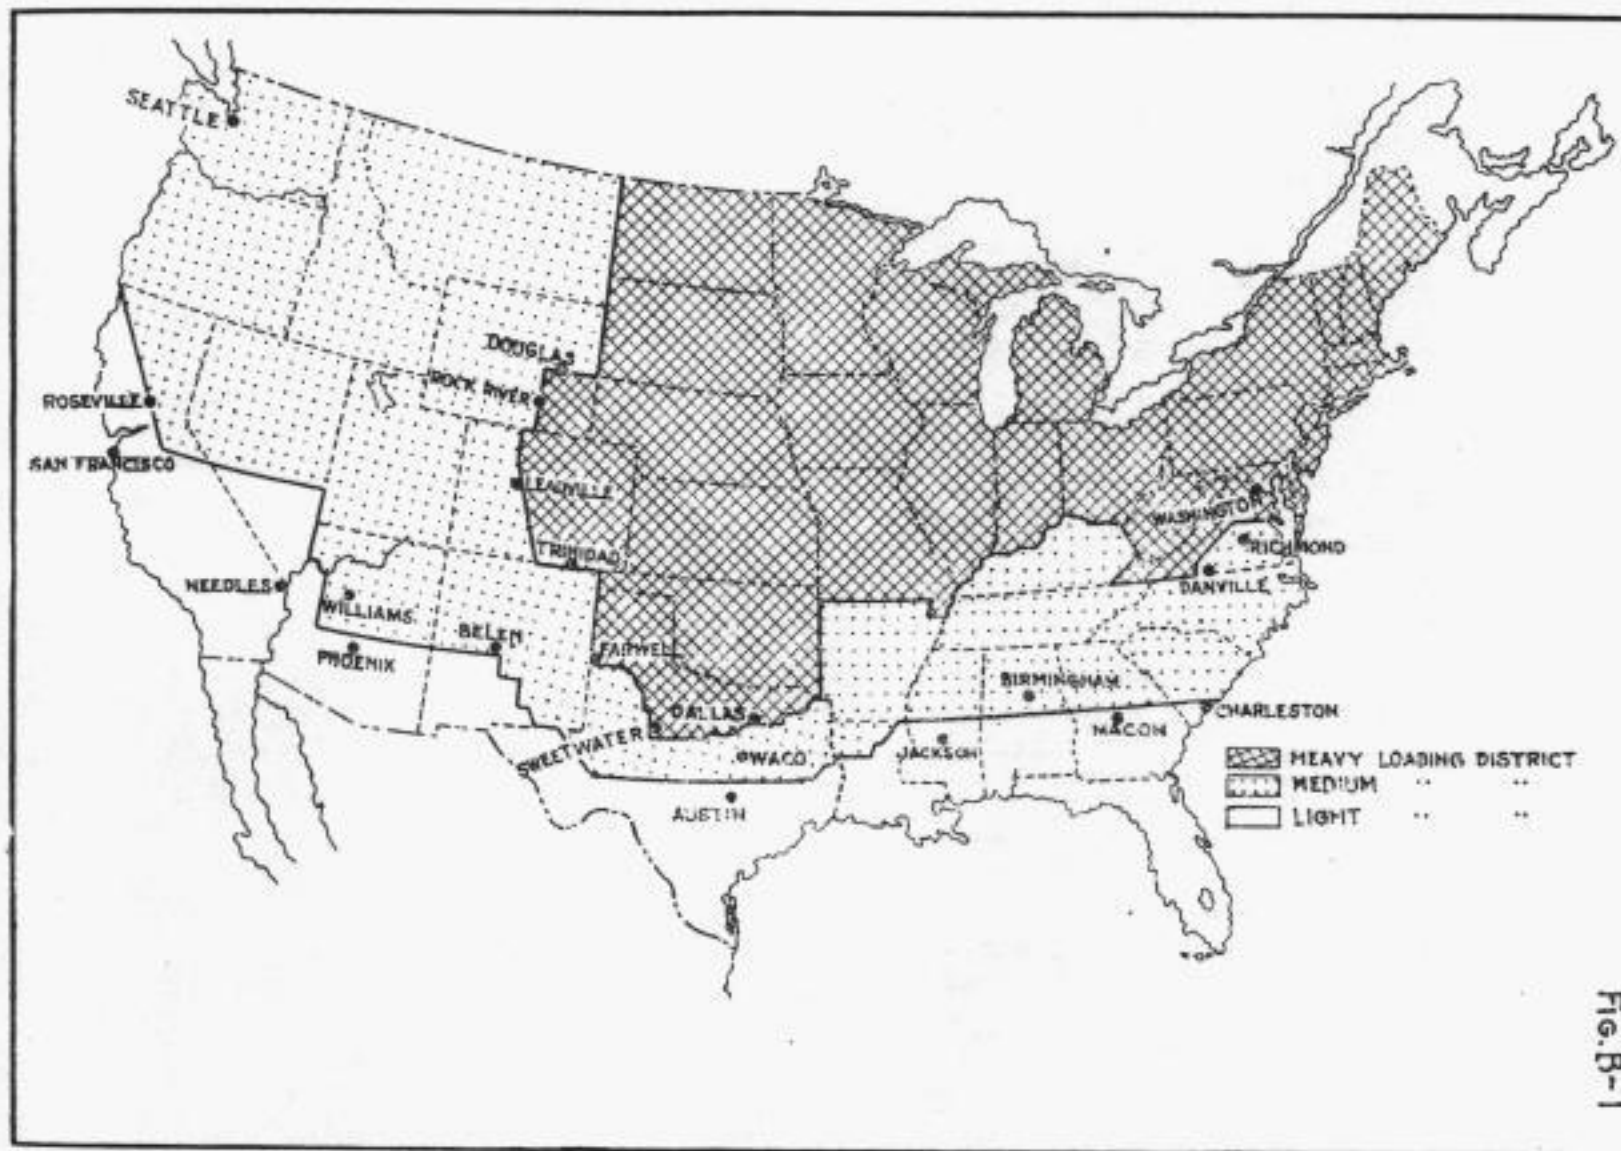 SEATTLE
DOUGLAS
ROCK RIVER
ROSEVILLE
SAN FRANCISCO
LEADVILLE
WASHINGTON
RICHMOND
TRINIDAD
NEEDLES
DANVILLE
WILLIAMS
BELEN
FARWEL
PHOENIX
BIRMINGHAM
DALLAS
CHARLESTON
MACON
SWEETWATER
WACO
JACKSON
AUSTIN
HEAVY LOADING DISTRICT
MEDIUM " "
LIGHT " "
FIG. B-1